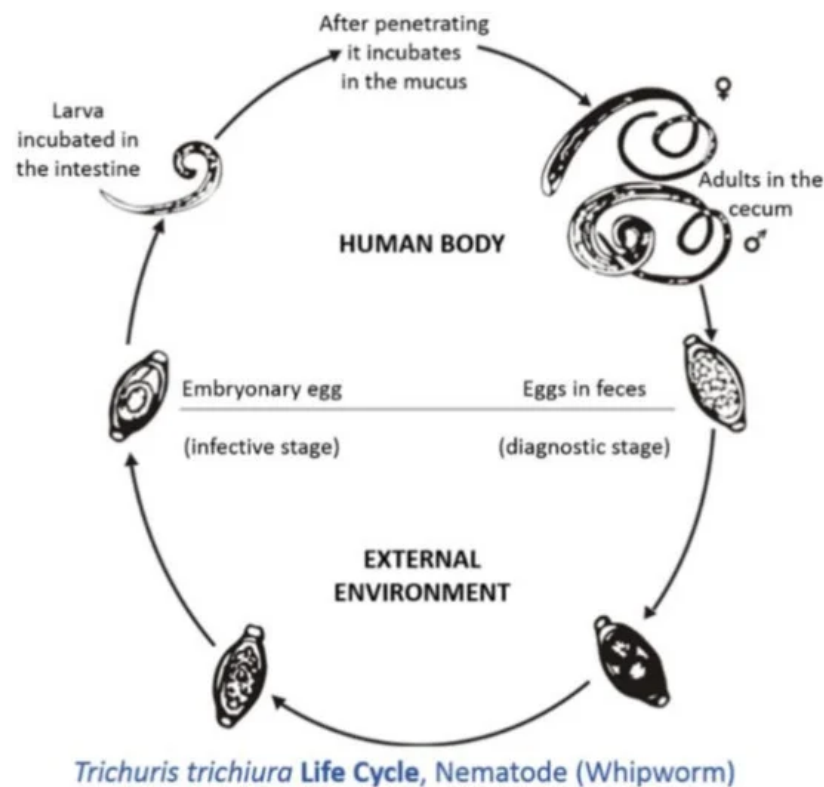 After penetrating
it incubates
in the mucus
Larva
incubated in
the intestine
♀
Adults in the
cecum
♂
HUMAN BODY
Embryonary egg
Eggs in feces
(infective stage)
(diagnostic stage)
EXTERNAL
ENVIRONMENT
Trichuris trichiura Life Cycle, Nematode (Whipworm)